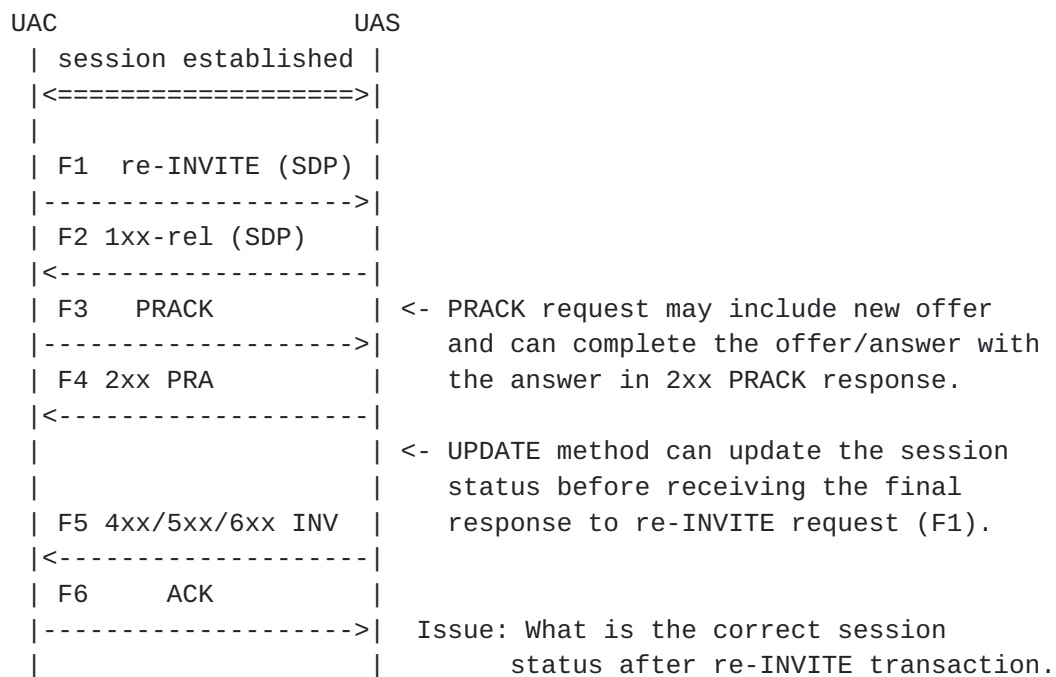 UAC                    UAS
 | session established |
 |<===================>|
 |                     |
 | F1  re-INVITE (SDP) |
 |-------------------->|
 | F2 1xx-rel (SDP)    |
 |<--------------------|
 | F3   PRACK          | <- PRACK request may include new offer
 |-------------------->|    and can complete the offer/answer with
 | F4 2xx PRA          |    the answer in 2xx PRACK response.
 |<--------------------|
 |                     | <- UPDATE method can update the session
 |                     |    status before receiving the final
 | F5 4xx/5xx/6xx INV  |    response to re-INVITE request (F1).
 |<--------------------|
 | F6     ACK          |
 |-------------------->|  Issue: What is the correct session
 |                     |        status after re-INVITE transaction.